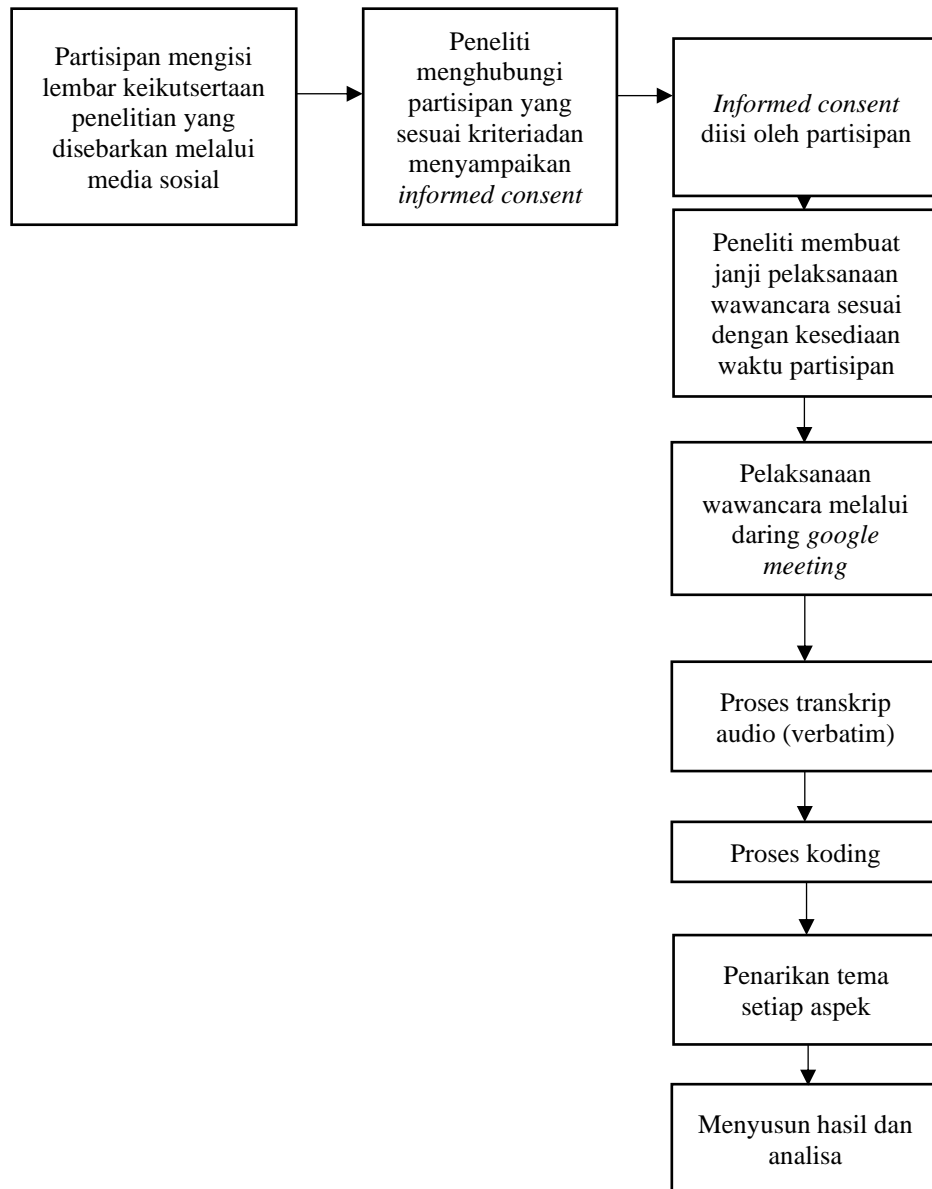 Partisipan mengisi
lembar keikutsertaan
penelitian yang
disebarkan melalui
media sosial
Peneliti
menghubungi
partisipan yang
sesuai kriteriadan
menyampaikan
informed consent
Informed consent
diisi oleh partisipan
Peneliti membuat
janji pelaksanaan
wawancara sesuai
dengan kesediaan
waktu partisipan
Pelaksanaan
wawancara melalui
daring google
meeting
Proses transkrip
audio (verbatim)
Proses koding
Penarikan tema
setiap aspek
Menyusun hasil dan
analisa